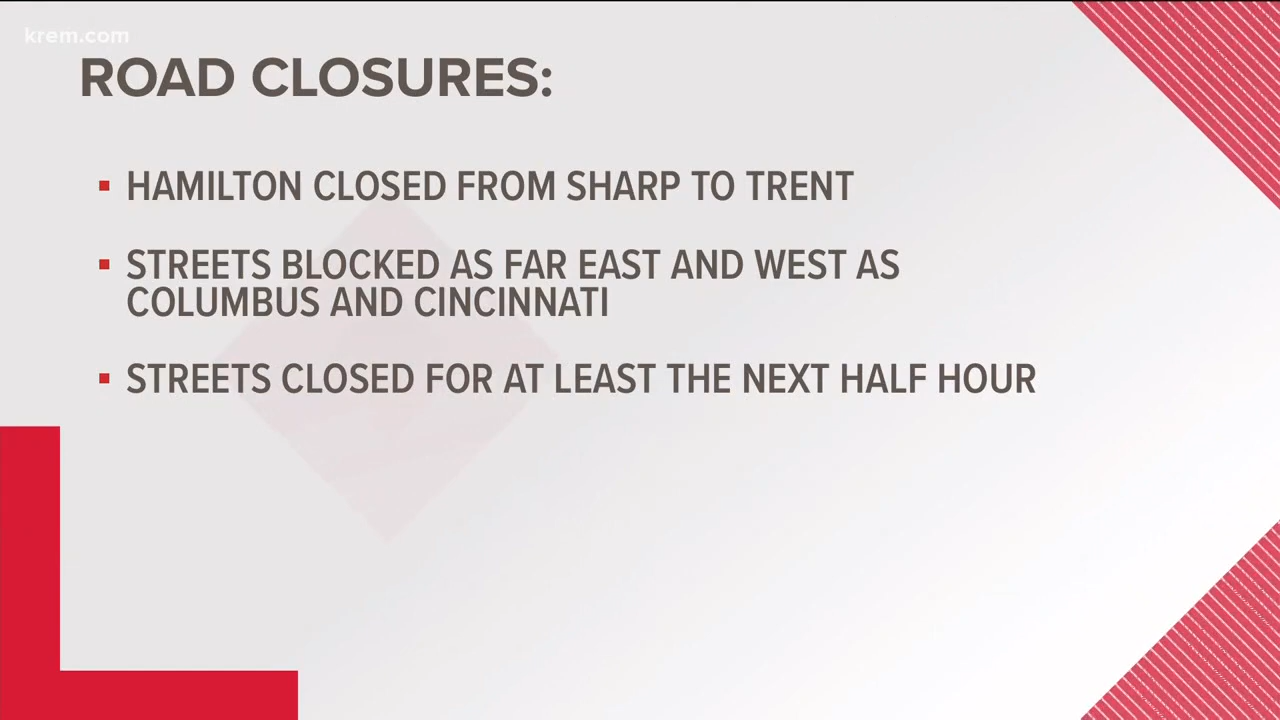 krem.com
ROAD CLOSURES:
HAMILTON CLOSED FROM SHARP TO TRENT
STREETS BLOCKED AS FAR EAST AND WEST AS
COLUMBUS AND CINCINNATI
STREETS CLOSED FOR AT LEAST THE NEXT HALF HOUR